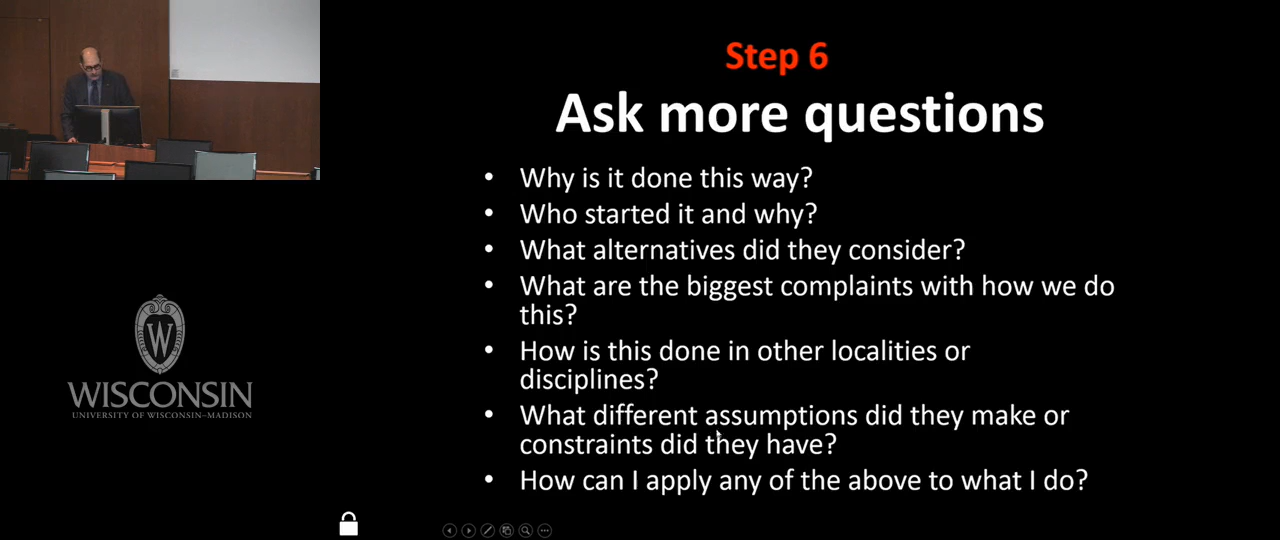 Step 6
Ask more questions
• Why is it done this way?
• Who started it and why?
• What alternatives did they consider?
• What are the biggest complaints with how we do
this?
• How is this done in other localities or
disciplines?
• What different assumptions did they make or
constraints did they have?
• How can I apply any of the above to what I do?
W
WISCONSIN
UNIVERSITY OF WISCONSIN–MADISON